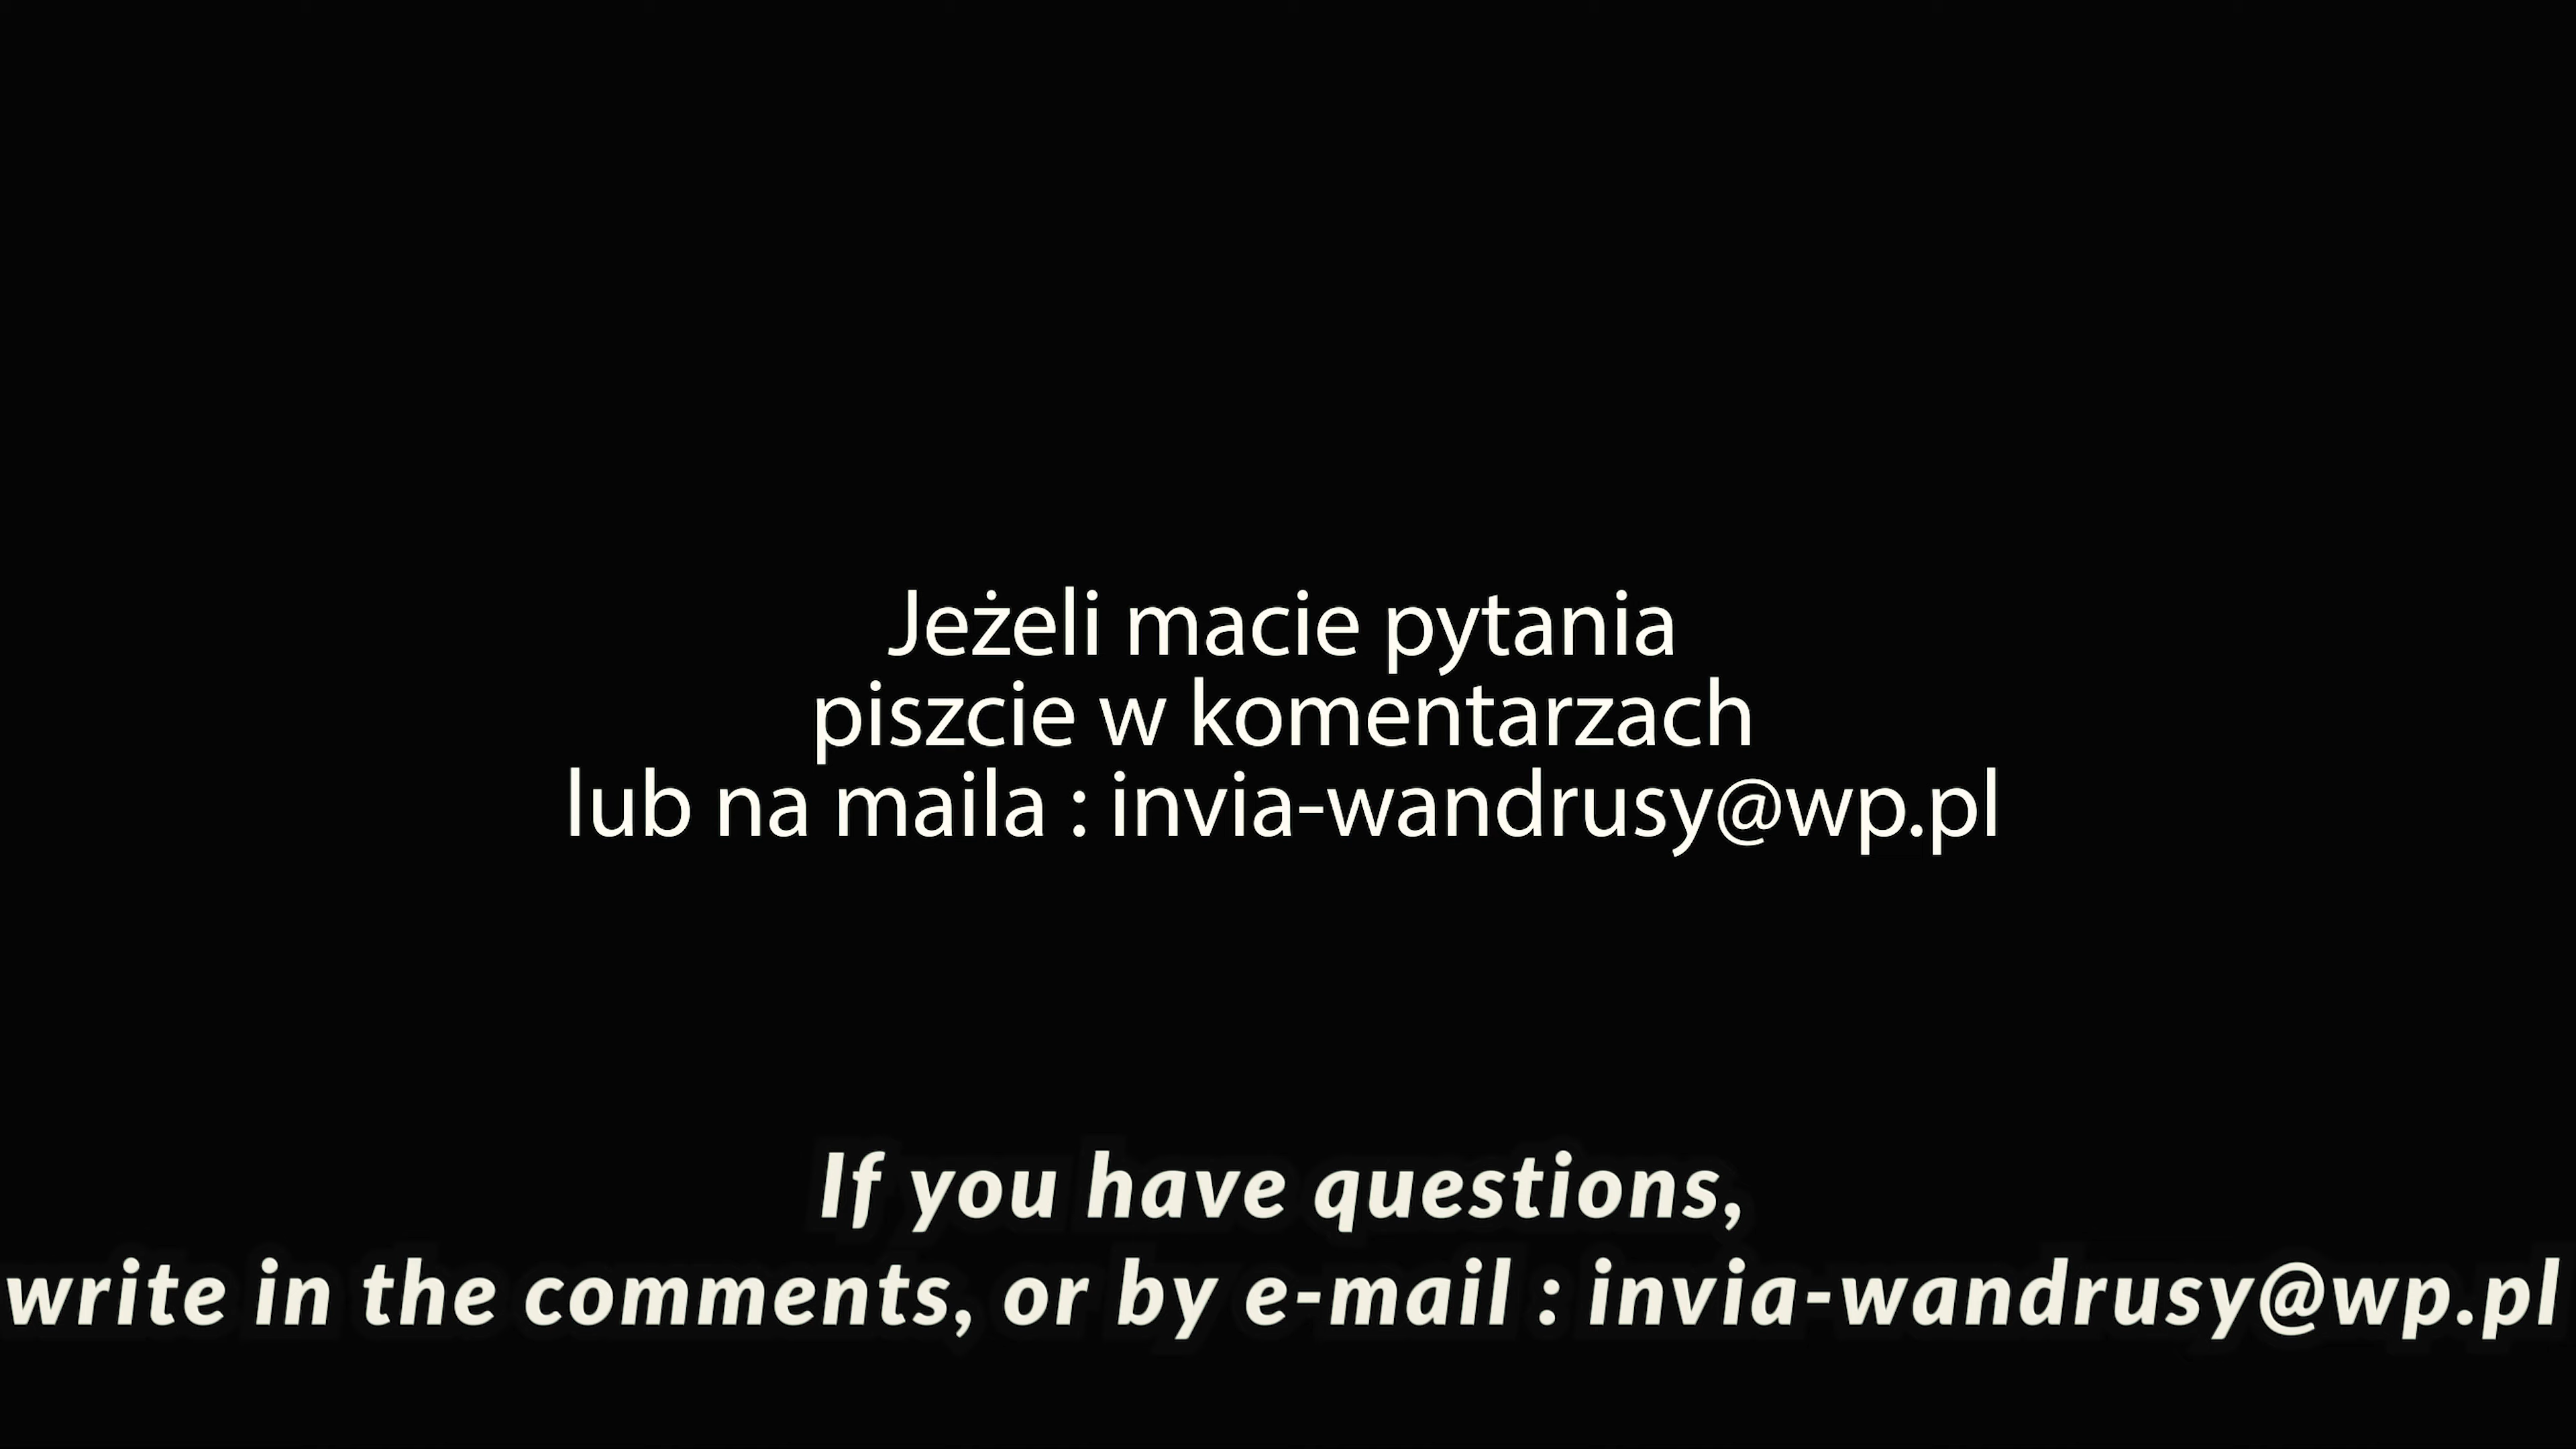 Jeżeli macie pytania
piszcie w komentarzach
lub na maila : invia-wandrusy@wp.pl
If you have questions,
write in the comments, or by e-mail : invia-wandrusy@wp.pl